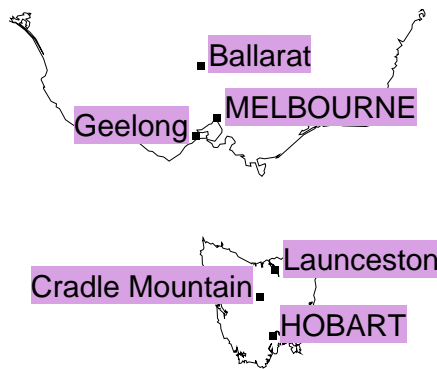 Ballarat
MELBOURNE
Geelong
Launceston
Cradle Mountain
HOBART